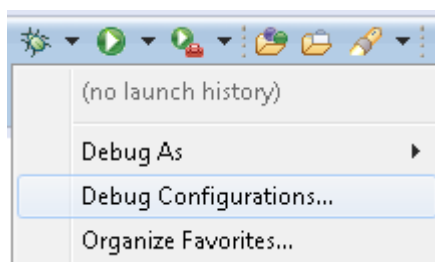 (no launch history)
Debug As
Debug Configurations...
Organize Favorites...